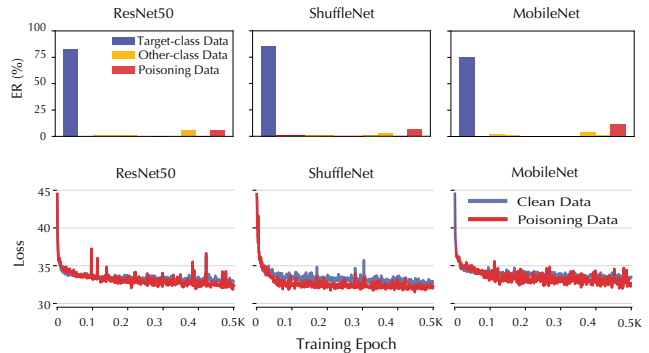 ResNet50 ShuffleNet MobileNet
100
75
50
25
0
ER (%)
Target-class Data
Other-class Data
Poisoning Data
ResNet50 ShuffleNet MobileNet
45
40
35
30
Loss
Clean Data
Poisoning Data
0 0.1 0.2 0.3 0.4 0.5K 0 0.1 0.2 0.3 0.4 0.5K 0 0.1 0.2 0.3 0.4 0.5K
Training Epoch